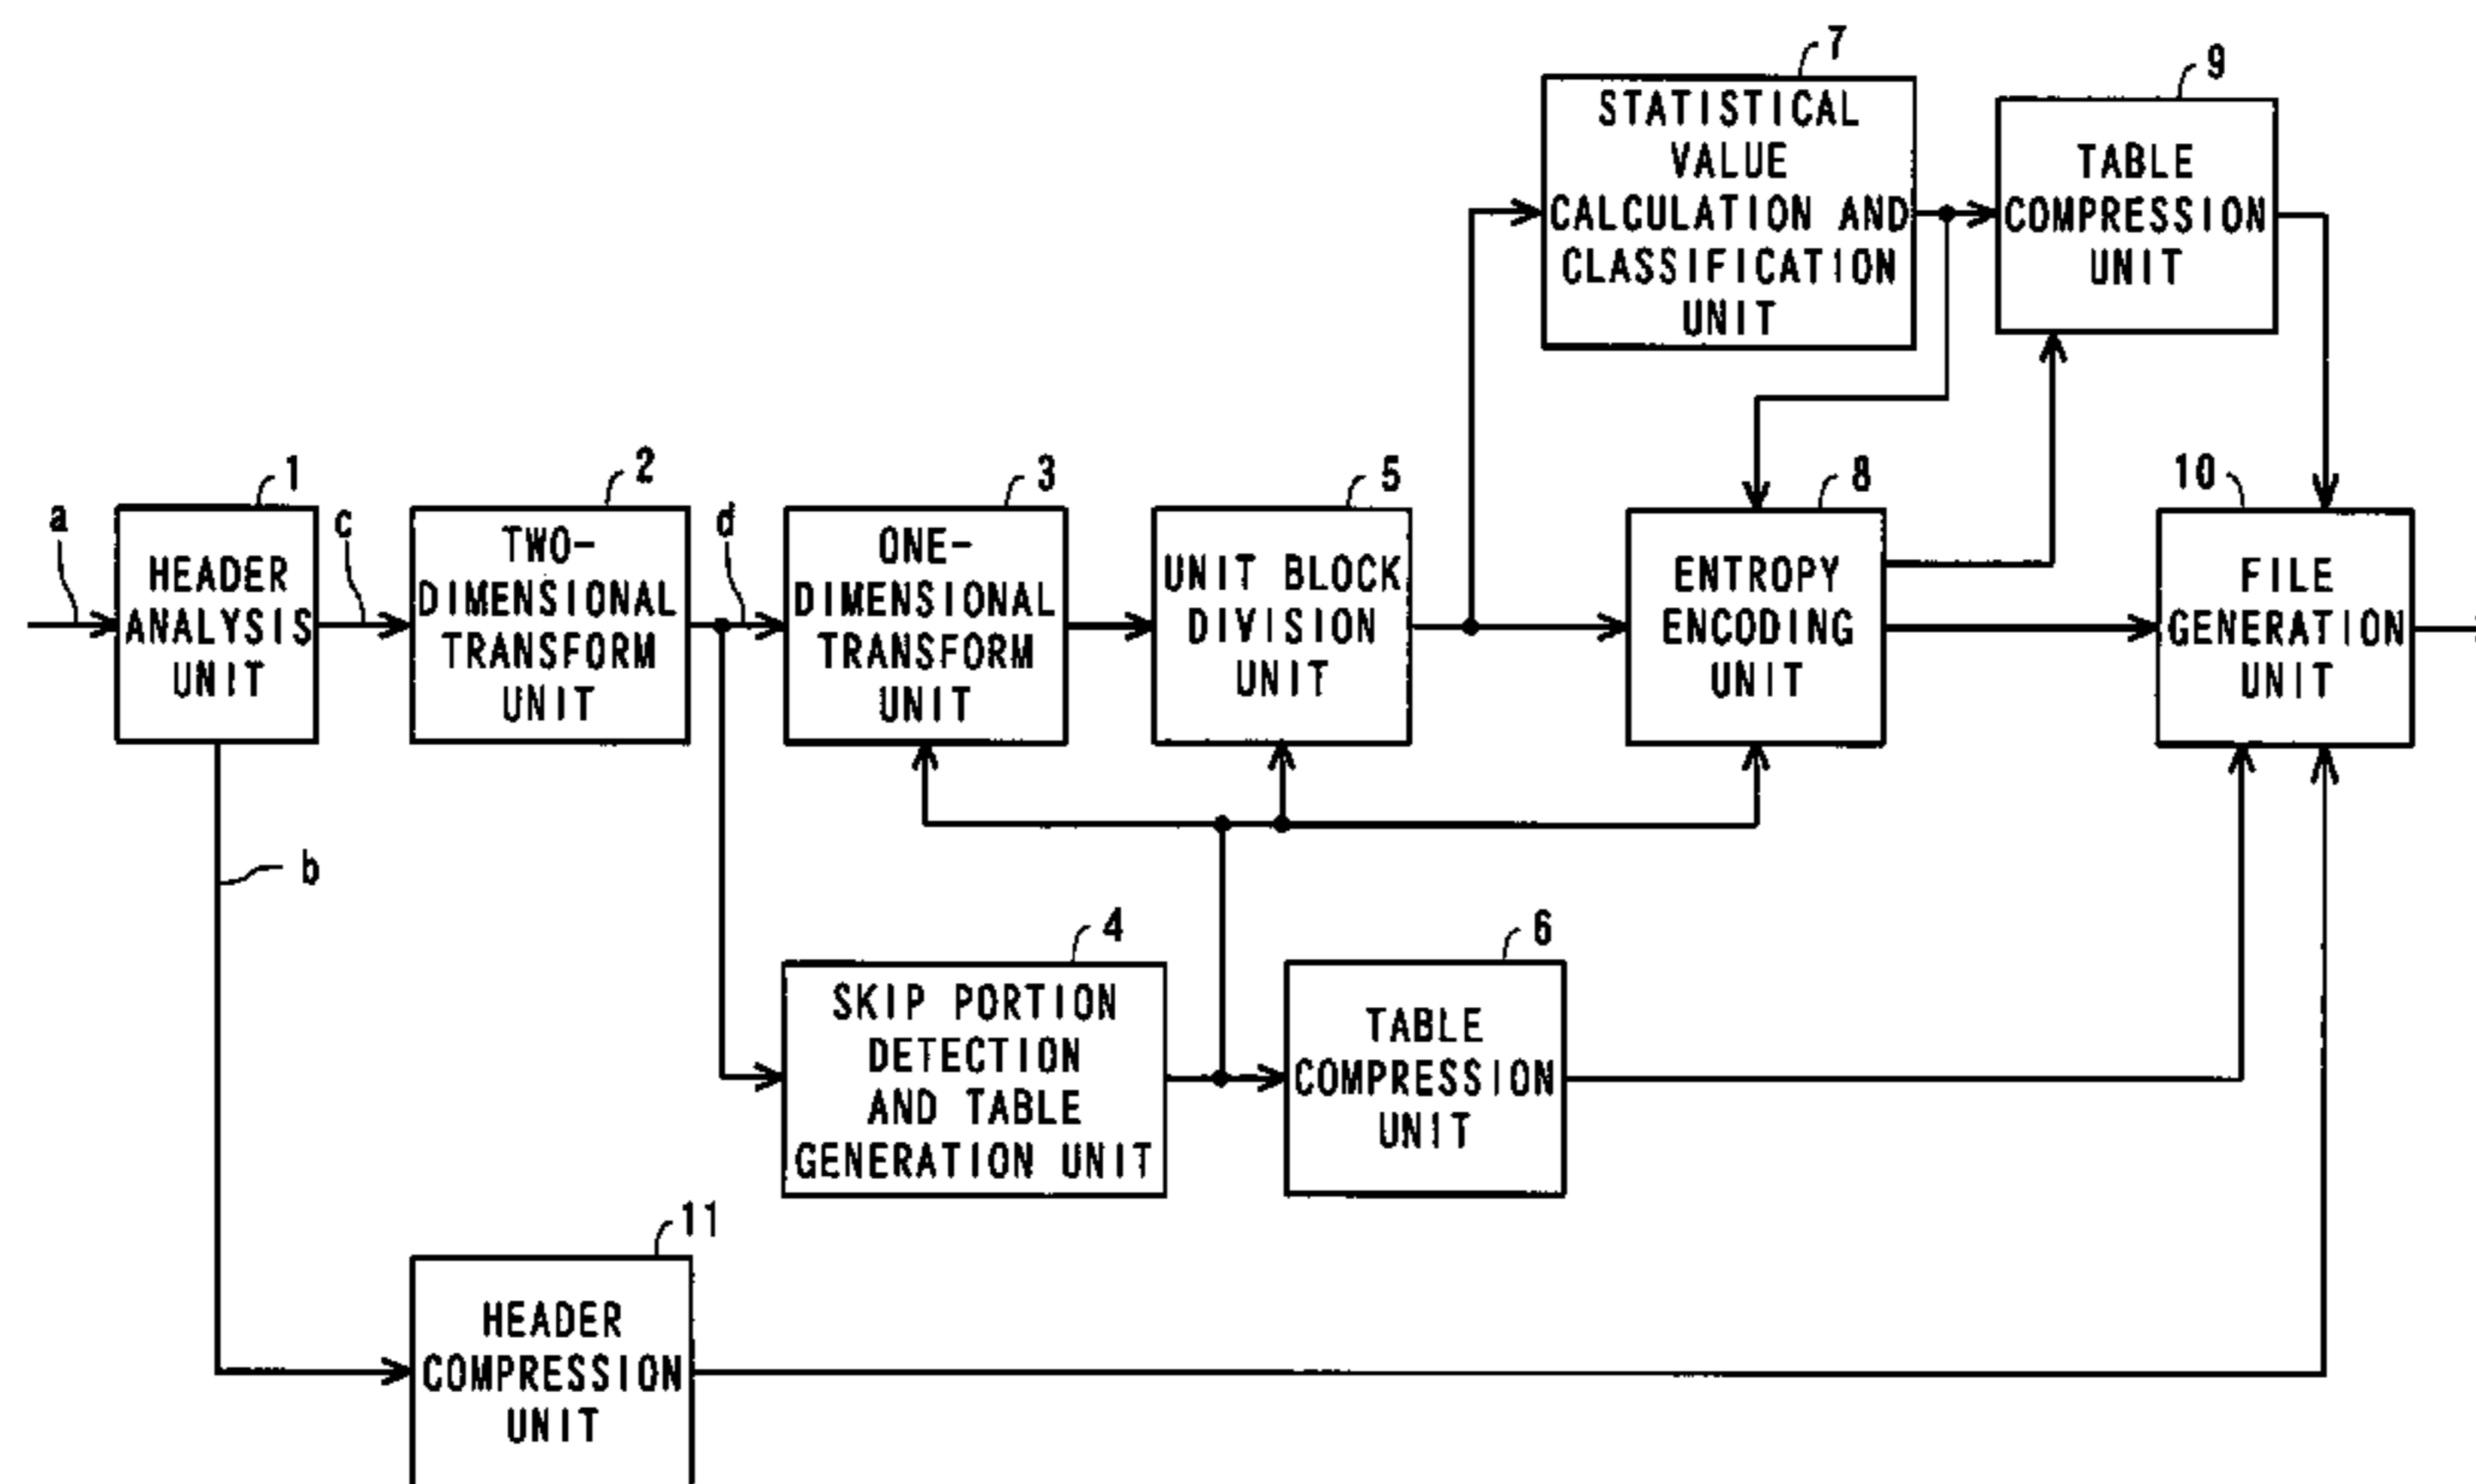 7
STATISTICAL
VALUE
CALCULATION AND
CLASSIFICATION
UNIT
9
TABLE
COMPRESSION
UNIT
a
1
HEADER
ANALYSIS
UNIT
c
2
TWO-
DIMENSIONAL
TRANSFORM
UNIT
d
3
ONE-
DIMENSIONAL
TRANSFORM
UNIT
5
UNIT BLOCK
DIVISION
UNIT
8
ENTROPY
ENCODING
UNIT
10
FILE
GENERATION
UNIT
b
4
SKIP PORTION
DETECTION
AND TABLE
GENERATION UNIT
6
TABLE
COMPRESSION
UNIT
11
HEADER
COMPRESSION
UNIT